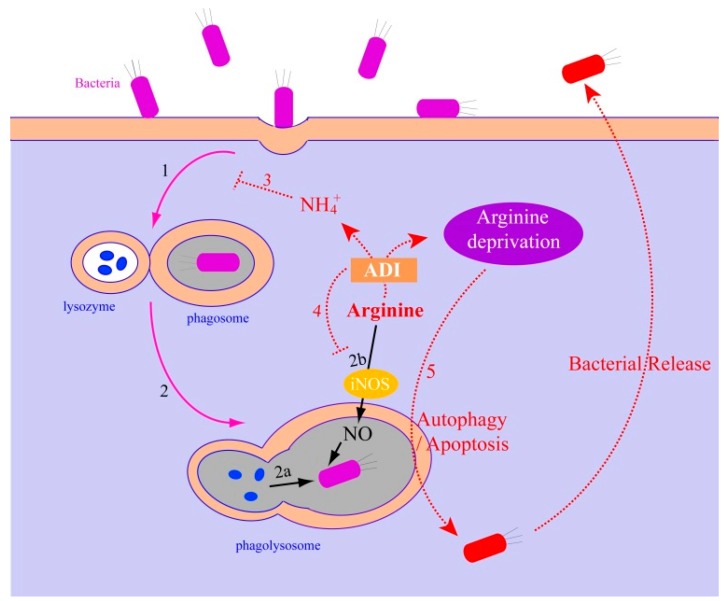 Bacteria
1
3
NH4+
Arginine
deprivation
ADI
lysozyme
phagosome
4
Arginine
2b
5
Bacterial Release
2
iNOS
NO
Autophagy
/ Apoptosis
2a
phagolysosome